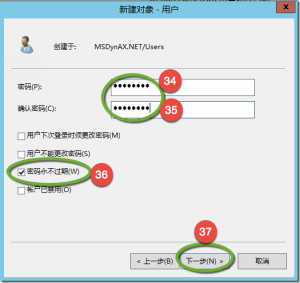 新建对象 - 用户
x
创建于: MSDynAX.NET/Users
密码(P): ●●●●●●●● 34
确认密码(C): ●●●●●●●● 35
用户下次登录时须更改密码(M)
用户不能更改密码(S)
密码永不过期(W) 36
帐户已禁用(O)
37
< 上一步(B) 下一步(N) > 取消